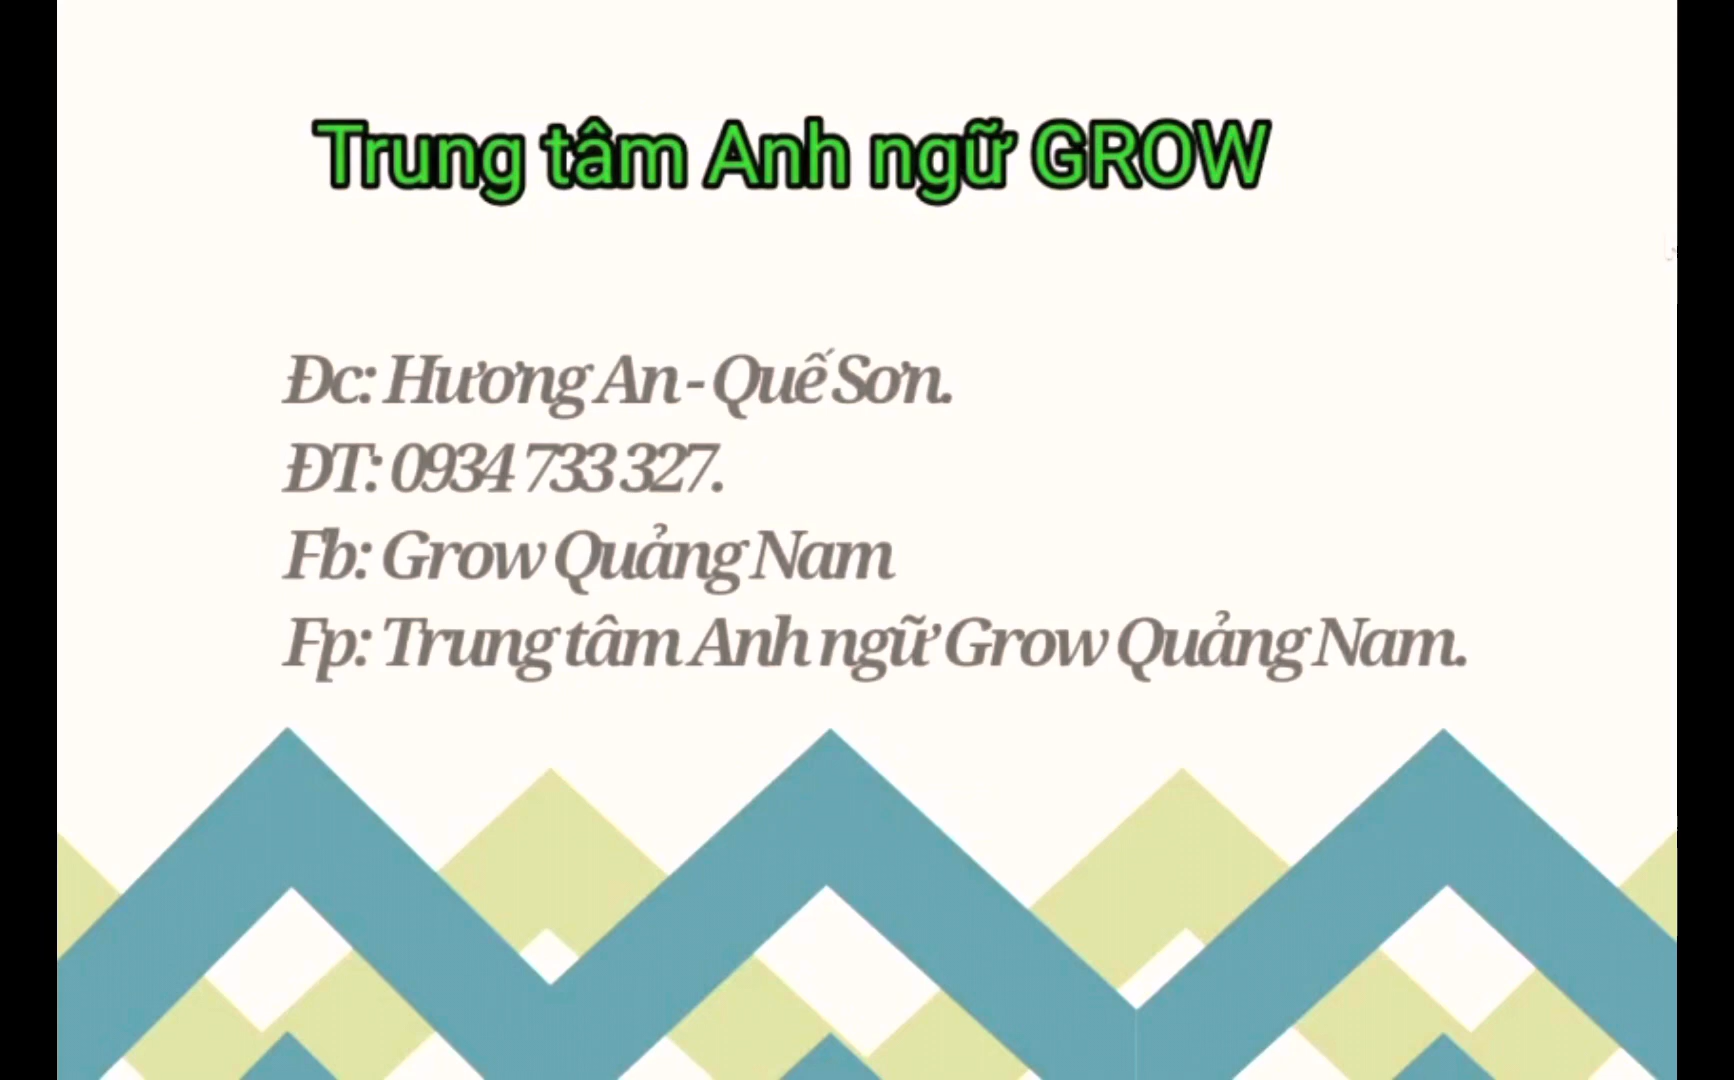 Trung tâm Anh ngữ GROW
Đc: Hương An - Quế Sơn.
ĐT: 0934 733 327.
Fb: Grow Quảng Nam
Fp: Trung tâm Anh ngữ Grow Quảng Nam.